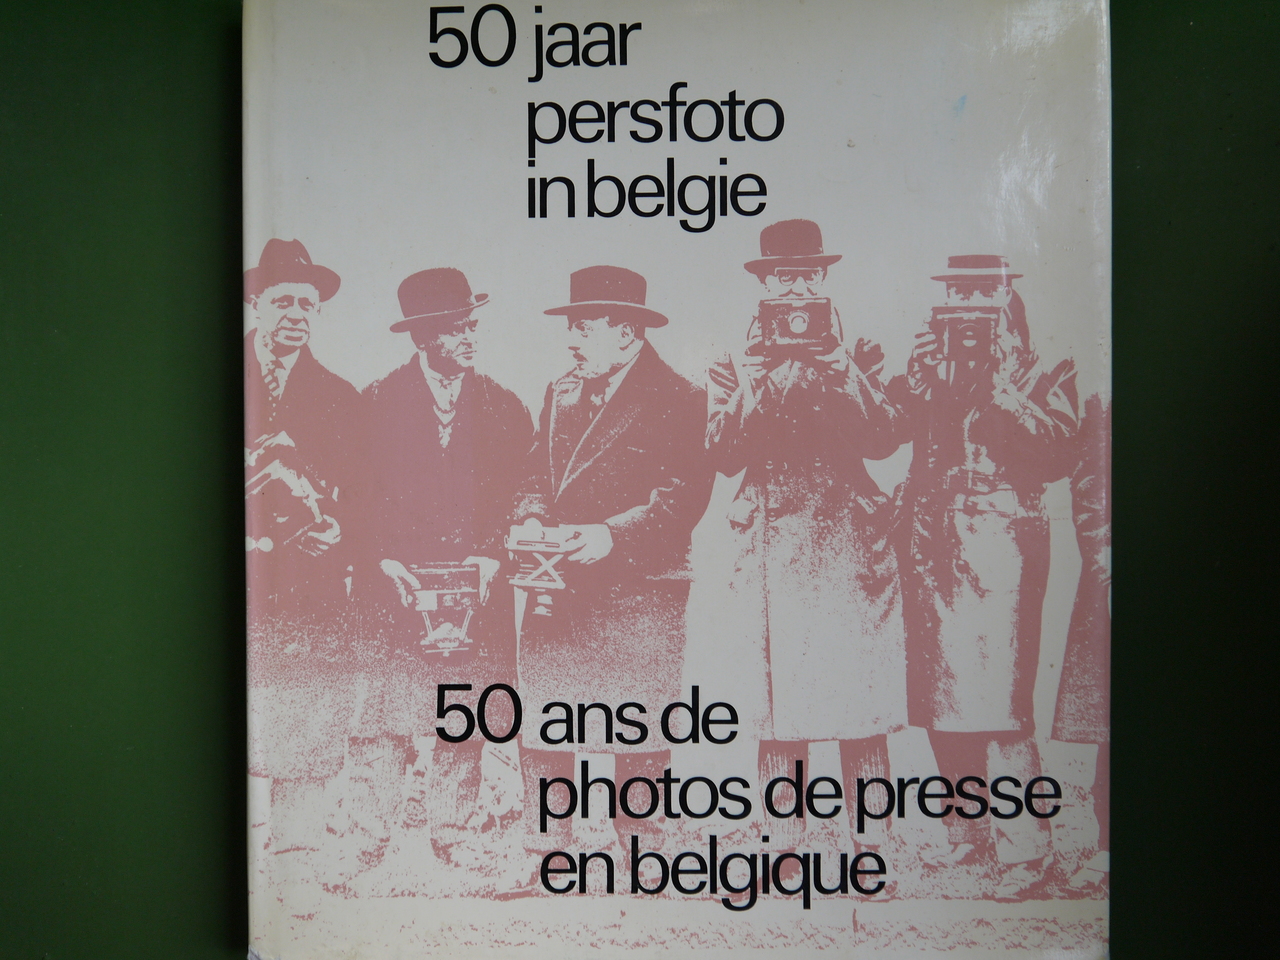 50 jaar
persfoto
in belgie
50 ans de
photos de presse
en belgique